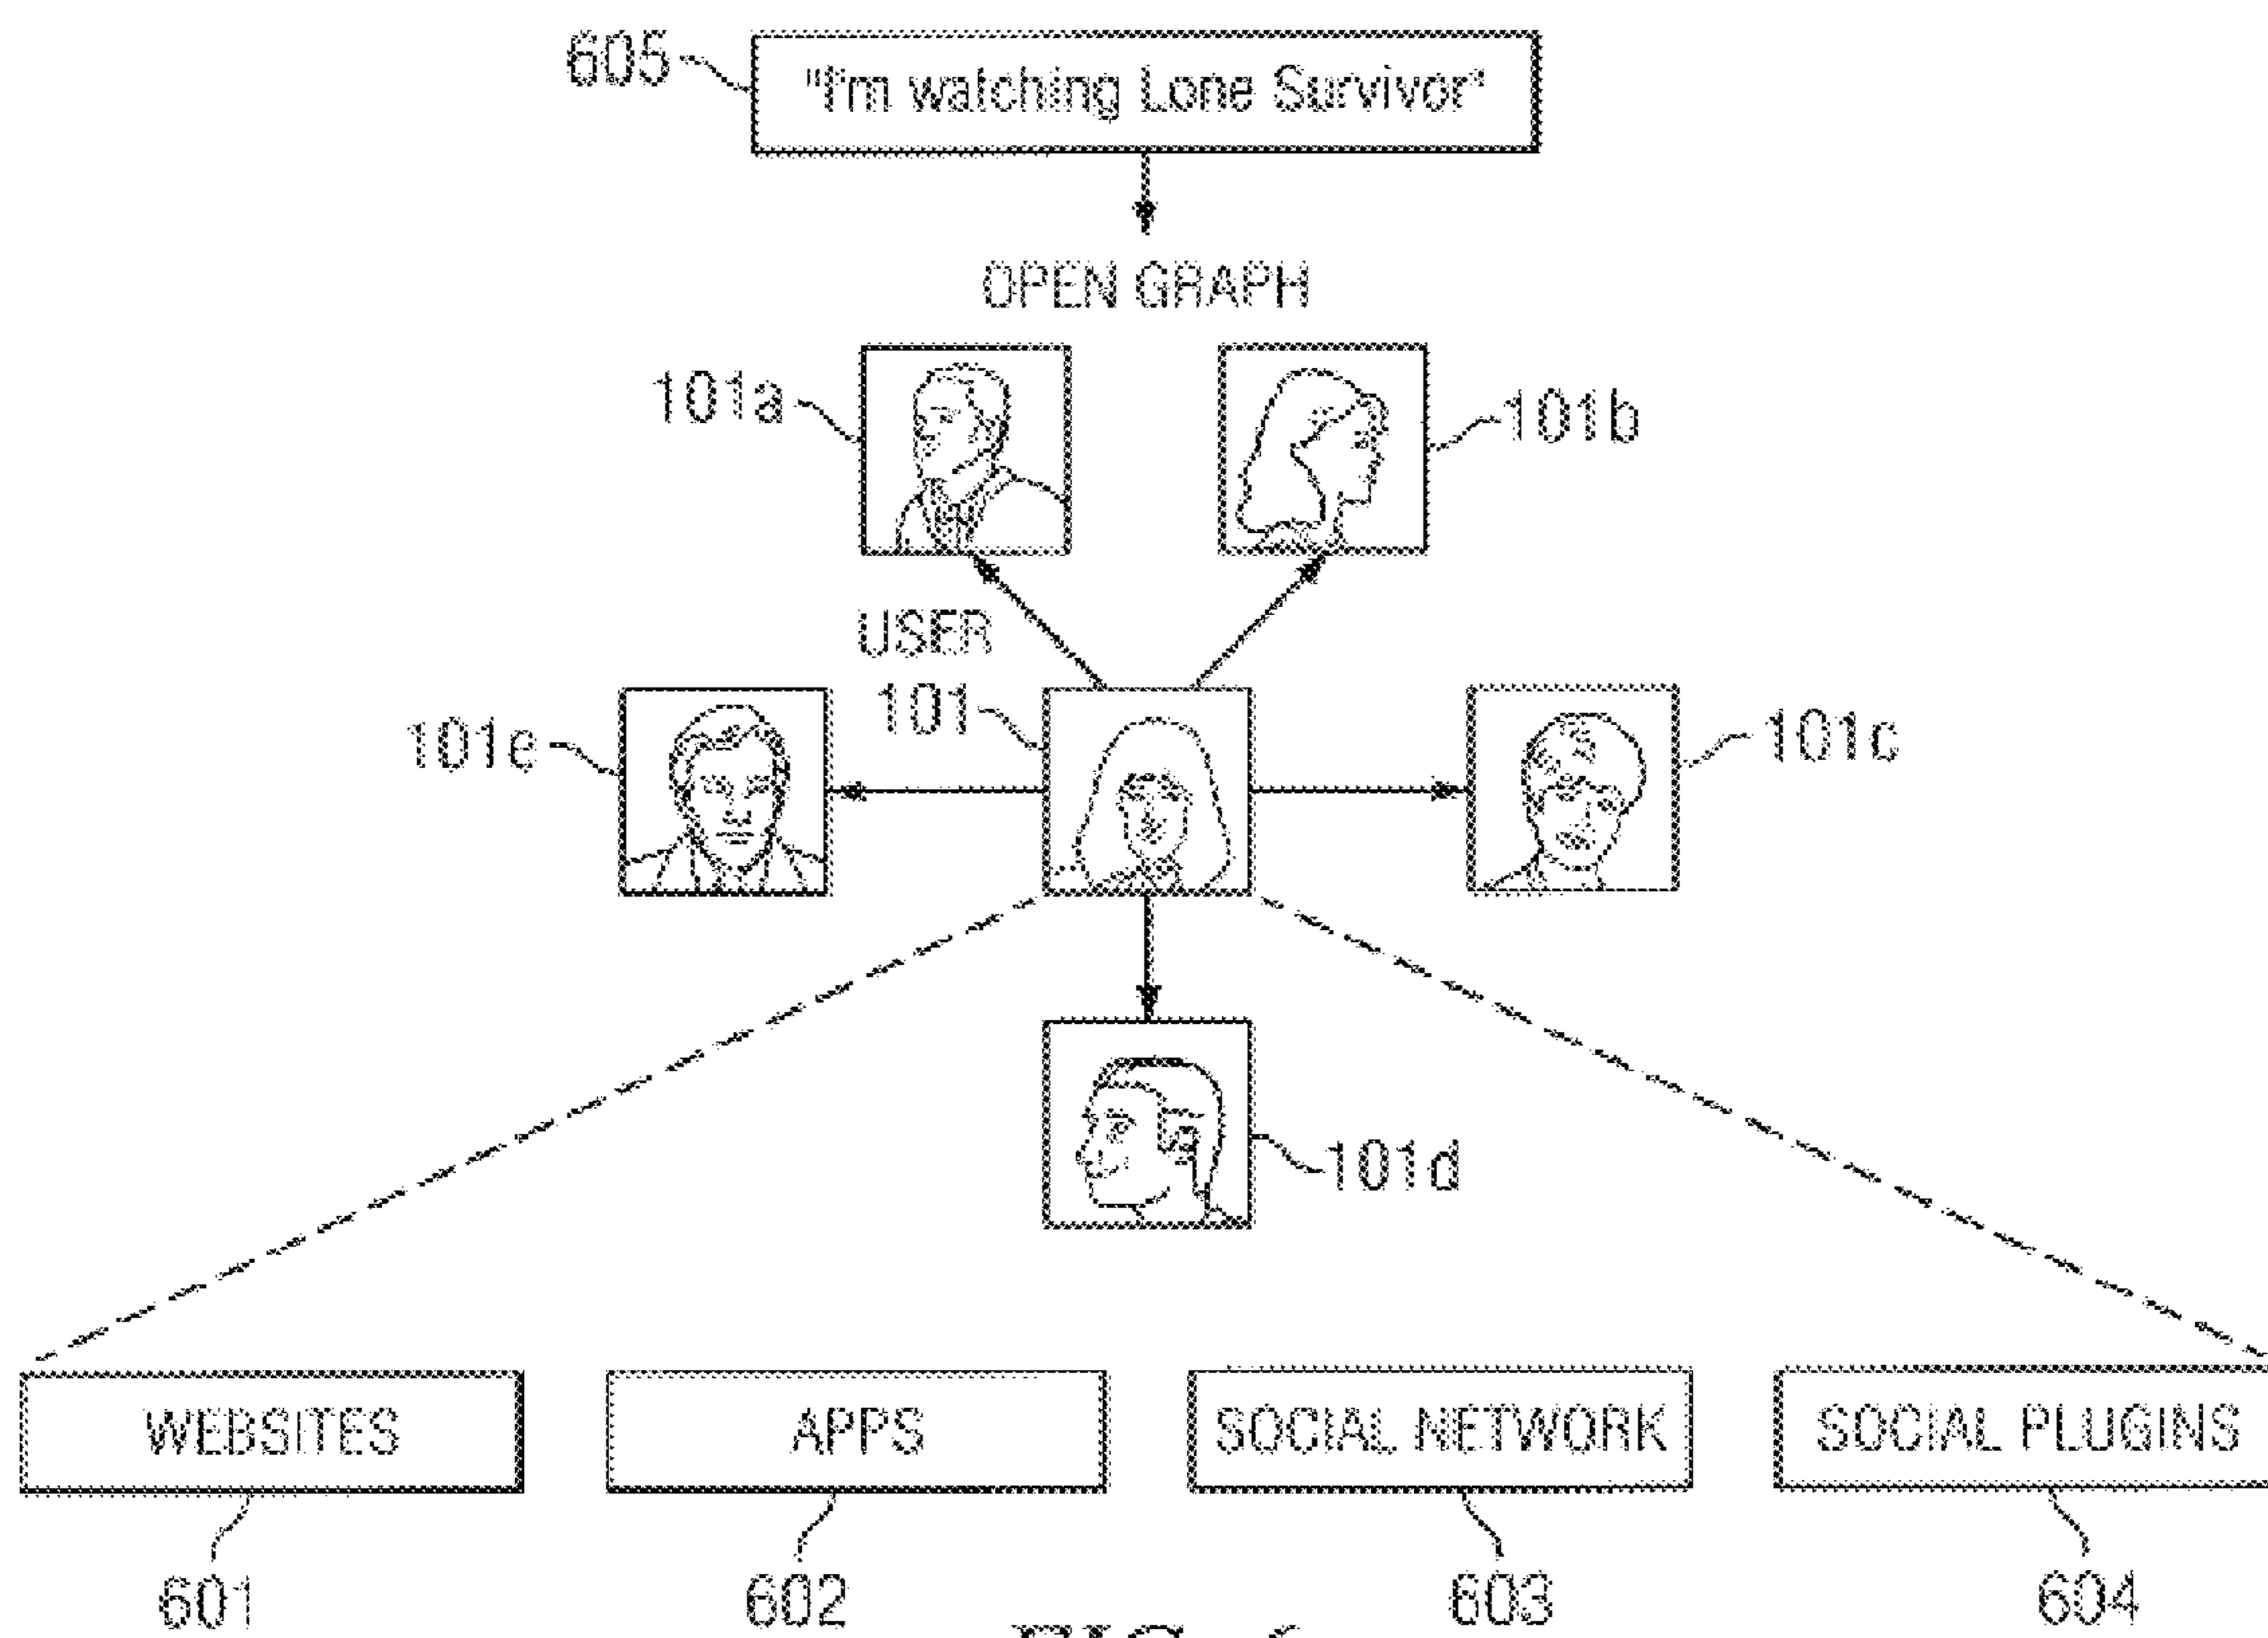 605
"I'm watching Lone Survivor"
OPEN GRAPH
101a
101b
USER
101
101e
101c
101d
WEBSITES
APPS
SOCIAL NETWORK
SOCIAL PLUGINS
601
602
603
604